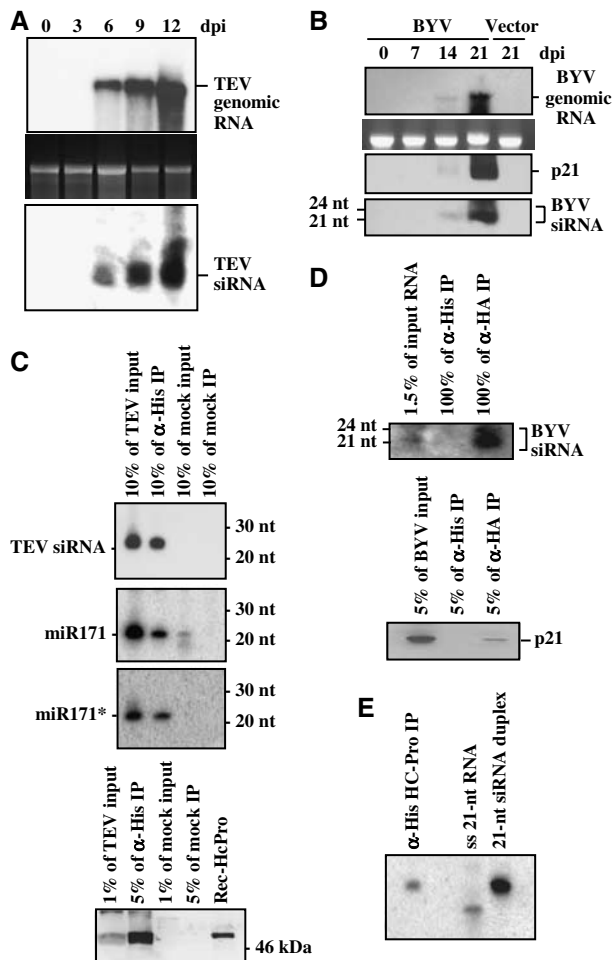 A
0 3 6 9 12 dpi
TEV
genomic
RNA
TEV
siRNA
B
BYV Vector
0 7 14 21 21 dpi
BYV
genomic
RNA
p21
24 nt
21 nt
BYV
siRNA
C
10% of TEV input
10% of α-His IP
10% of mock input
10% of mock IP
TEV siRNA
30 nt
20 nt
miR171
30 nt
20 nt
miR171*
30 nt
20 nt
1% of TEV input
5% of α-His IP
1% of mock input
5% of mock IP
Rec-HcPro
46 kDa
D
1.5% of input RNA
100% of α-His IP
100% of α-HA IP
24 nt
21 nt
BYV
siRNA
5% of BYV input
5% of α-His IP
5% of α-HA IP
p21
E
α-His HC-Pro IP
ss 21-nt RNA
21-nt siRNA duplex